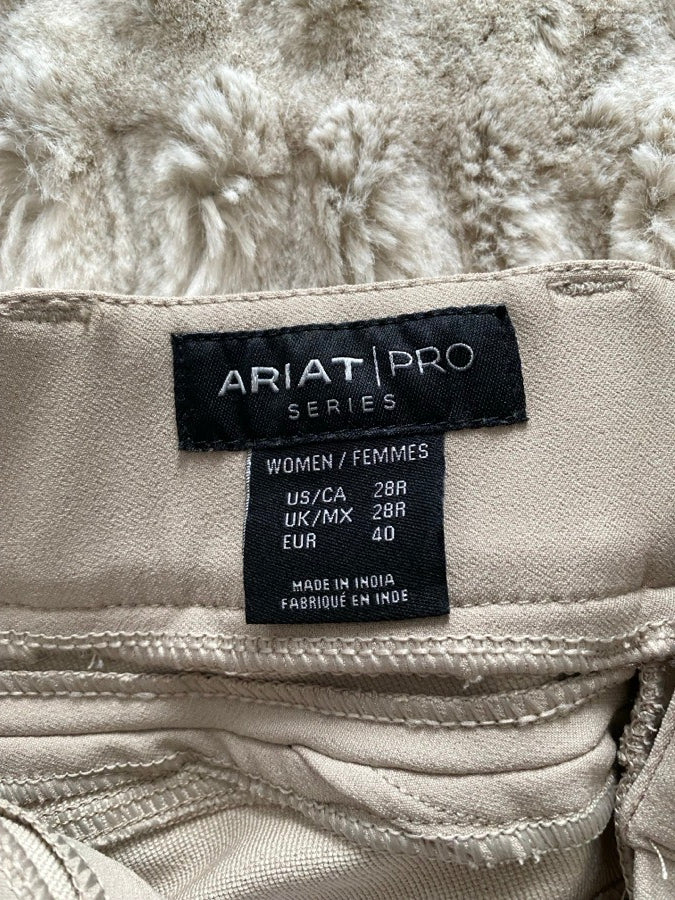 ARIAT | PRO
SERIES
WOMEN / FEMMES
US/CA 28R
UK/MX 28R
EUR 40
MADE IN INDIA
FABRIQUÉ EN INDE